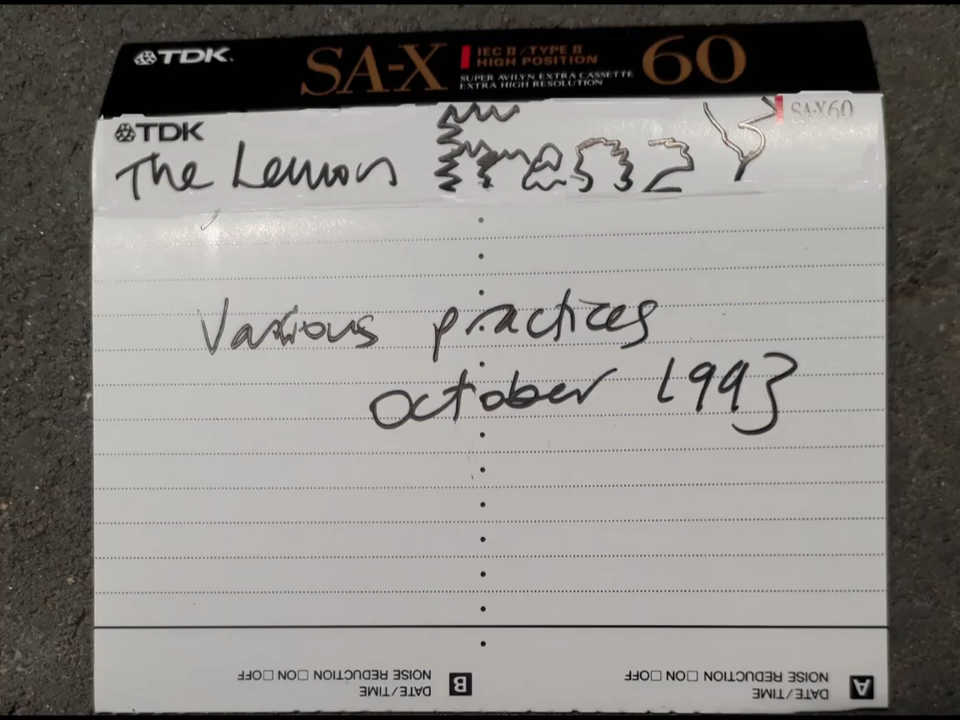 TDK. SA-X IEC II / TYPE II HIGH POSITION 60
SUPER AVILYN EXTRA CASSETTE
EXTRA HIGH RESOLUTION
TDK SA-X60
The Lemon
Various practices
October 1993
A DATE/TIME
NOISE REDUCTION □ON □OFF
B DATE/TIME
NOISE REDUCTION □ON □OFF